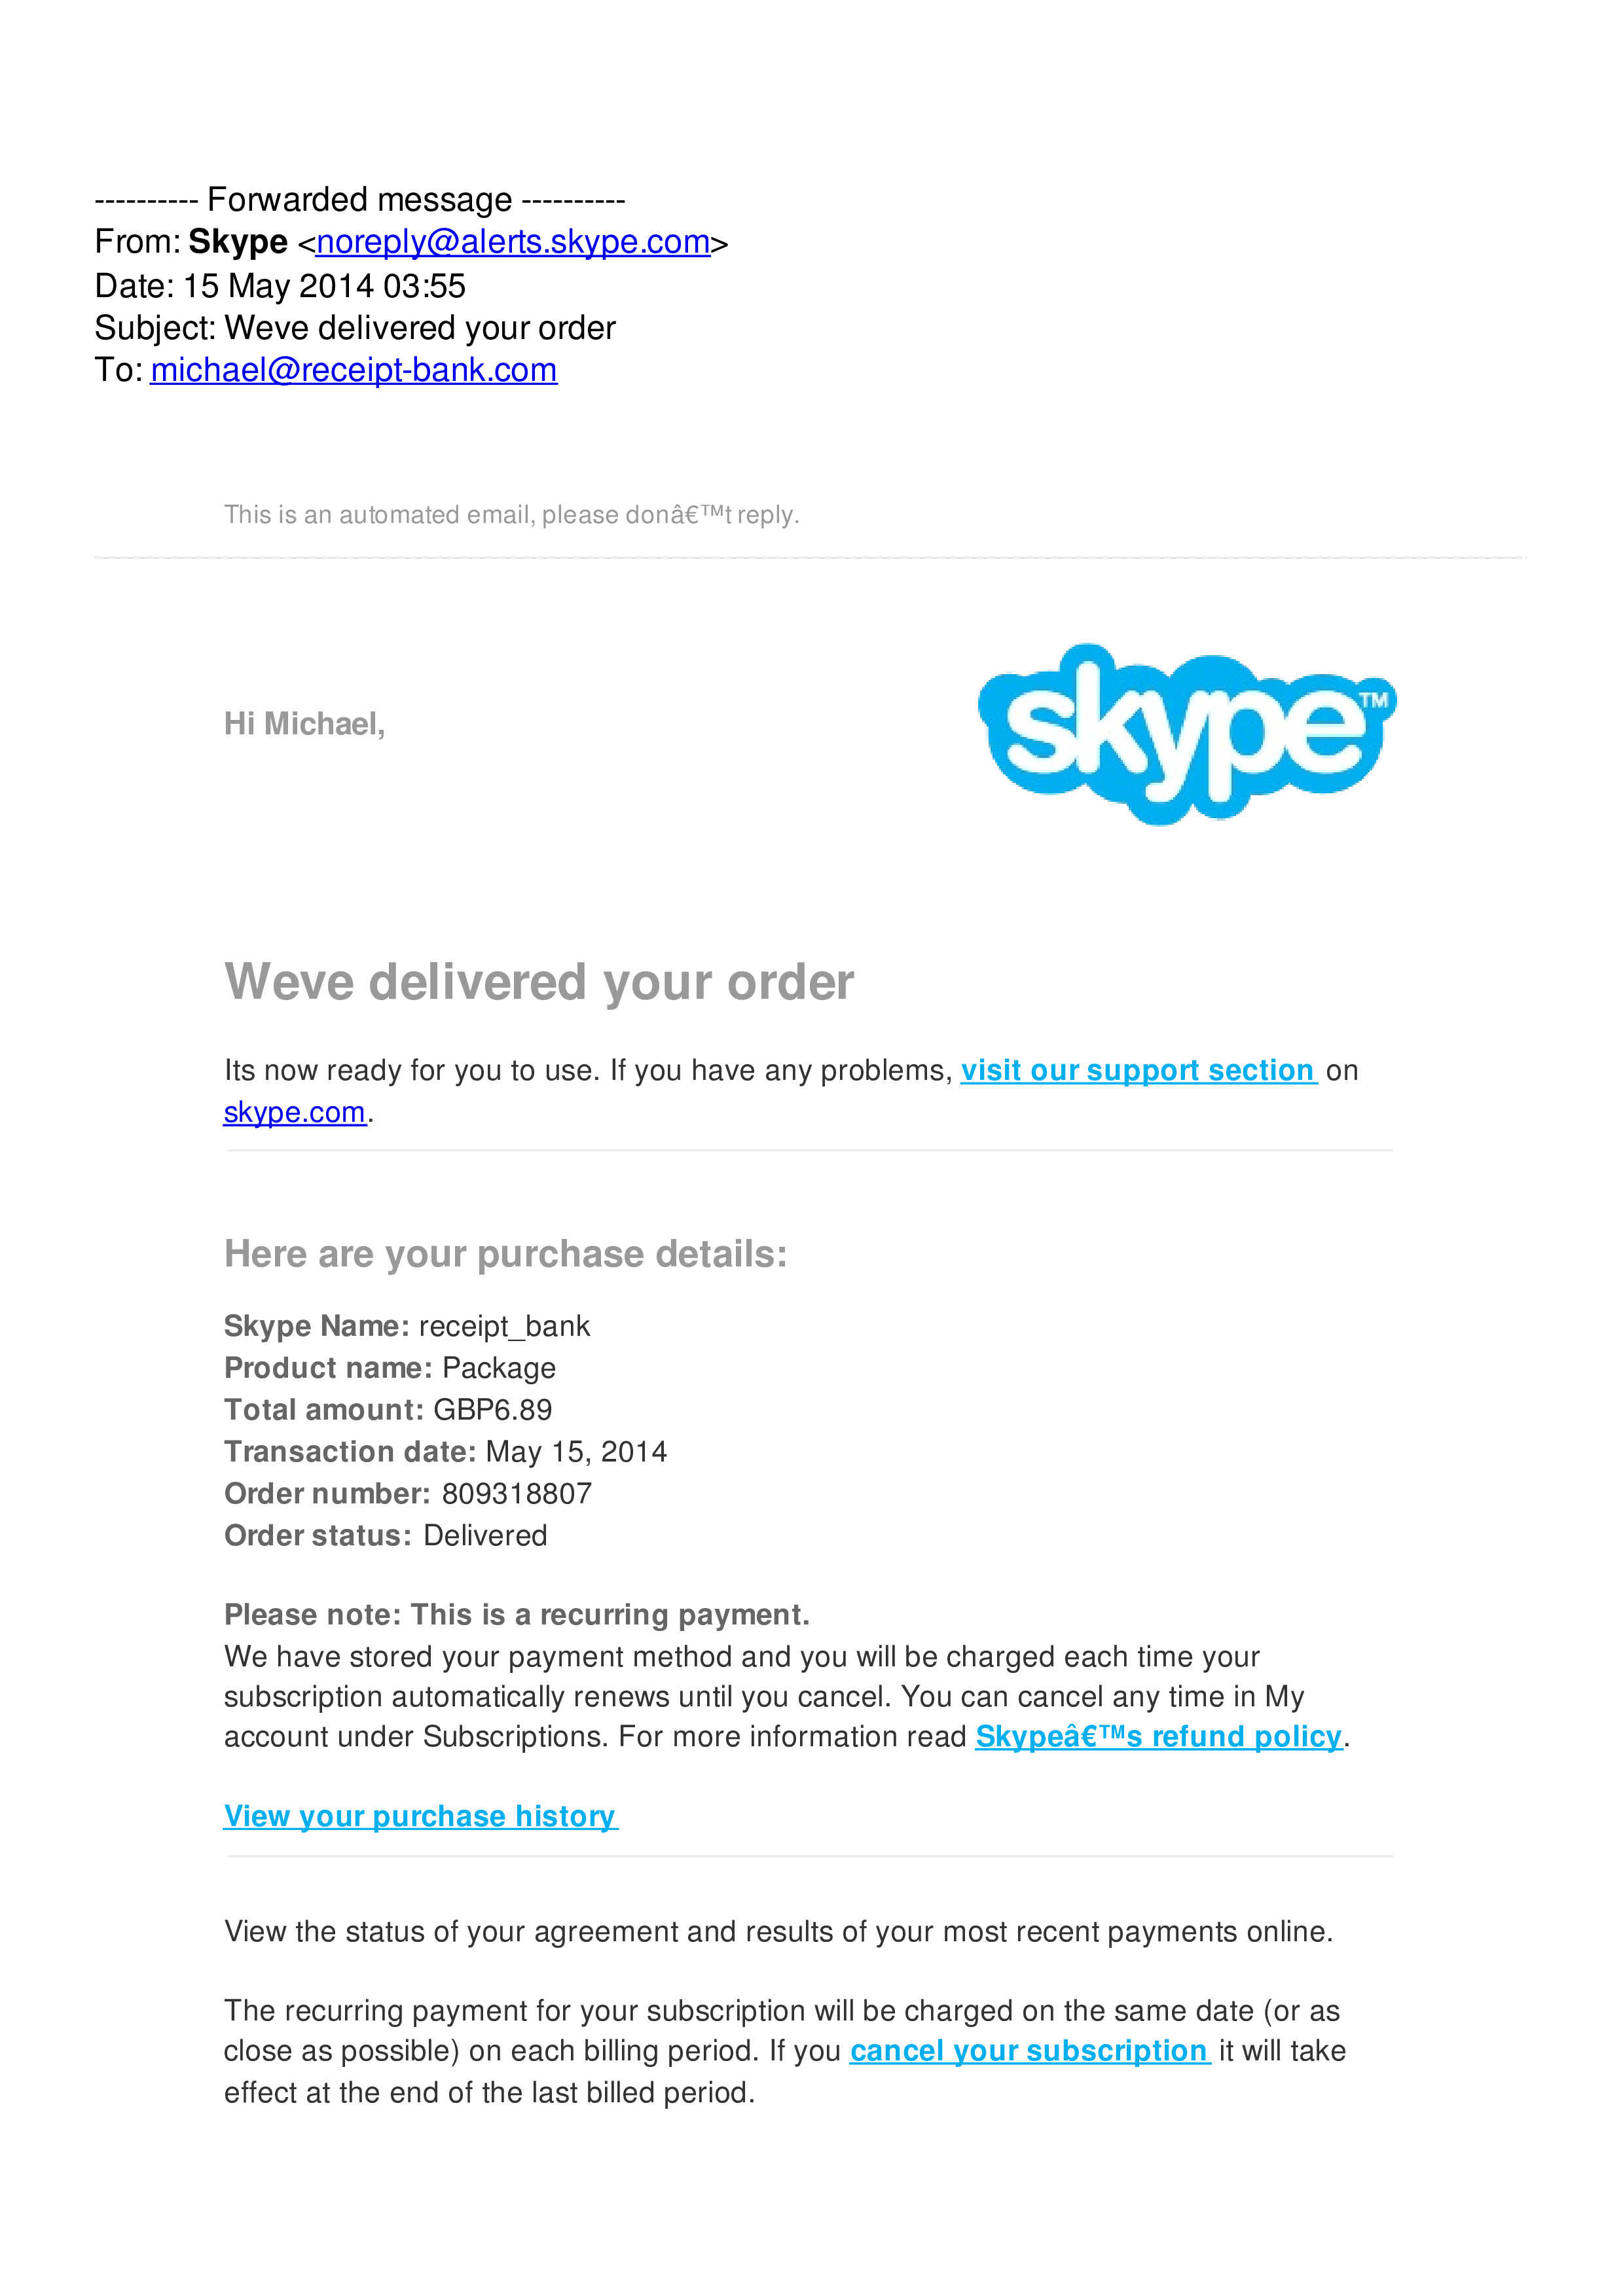 ---------- Forwarded message ----------
From: Skype <noreply@alerts.skype.com>
Date: 15 May 2014 03:55
Subject: Weve delivered your order
To: michael@receipt-bank.com
This is an automated email, please donâ€™t reply.
Hi Michael,
skype™
Weve delivered your order
Its now ready for you to use. If you have any problems, visit our support section on
skype.com.
Here are your purchase details:
Skype Name: receipt_bank
Product name: Package
Total amount: GBP6.89
Transaction date: May 15, 2014
Order number: 809318807
Order status: Delivered
Please note: This is a recurring payment.
We have stored your payment method and you will be charged each time your
subscription automatically renews until you cancel. You can cancel any time in My
account under Subscriptions. For more information read Skypeâ€™s refund policy.
View your purchase history
View the status of your agreement and results of your most recent payments online.
The recurring payment for your subscription will be charged on the same date (or as
close as possible) on each billing period. If you cancel your subscription it will take
effect at the end of the last billed period.